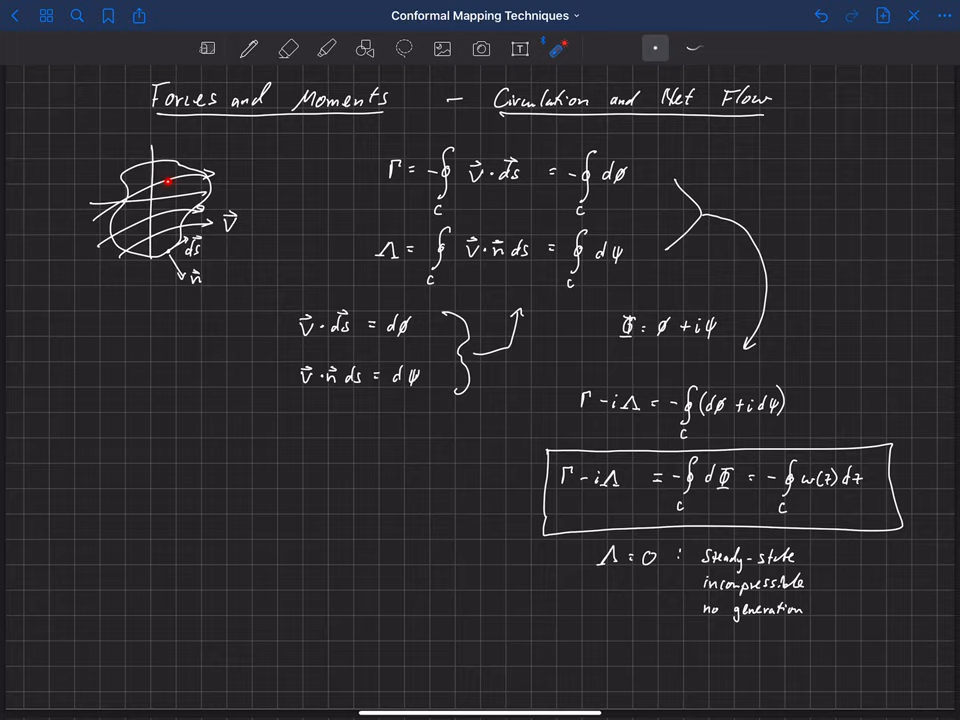 Conformal Mapping Techniques
Forces and Moments - Circulation and Net Flow
V⃗
ds⃗
n⃗
Γ = -∮_C V⃗ · ds⃗ = -∮_C dφ
Λ = ∮_C V⃗ · n⃗ ds = ∮_C dψ
V⃗ · ds⃗ = dφ
V⃗ · n⃗ ds = dψ
Φ = φ + iψ
Γ - iΛ = -∮_C (dφ + i dψ)
Γ - iΛ = -∮_C dΦ = -∮_C w(z) dz
Λ = 0 : steady-state
incompressible
no generation